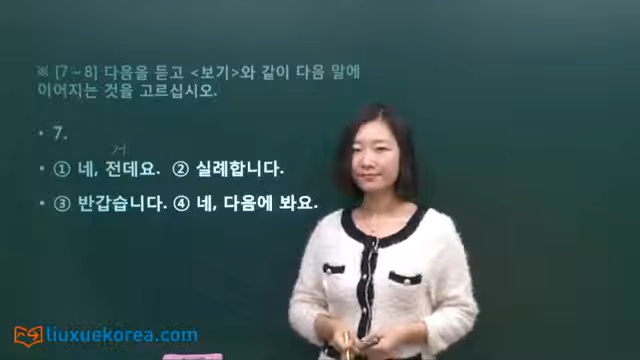 ※ [7~8] 다음을 듣고 <보기>와 같이 다음 말에
이어지는 것을 고르십시오.
• 7.
거
• ① 네, 전데요. ② 실례합니다.
• ③ 반갑습니다. ④ 네, 다음에 봐요.
liuxuekorea.com